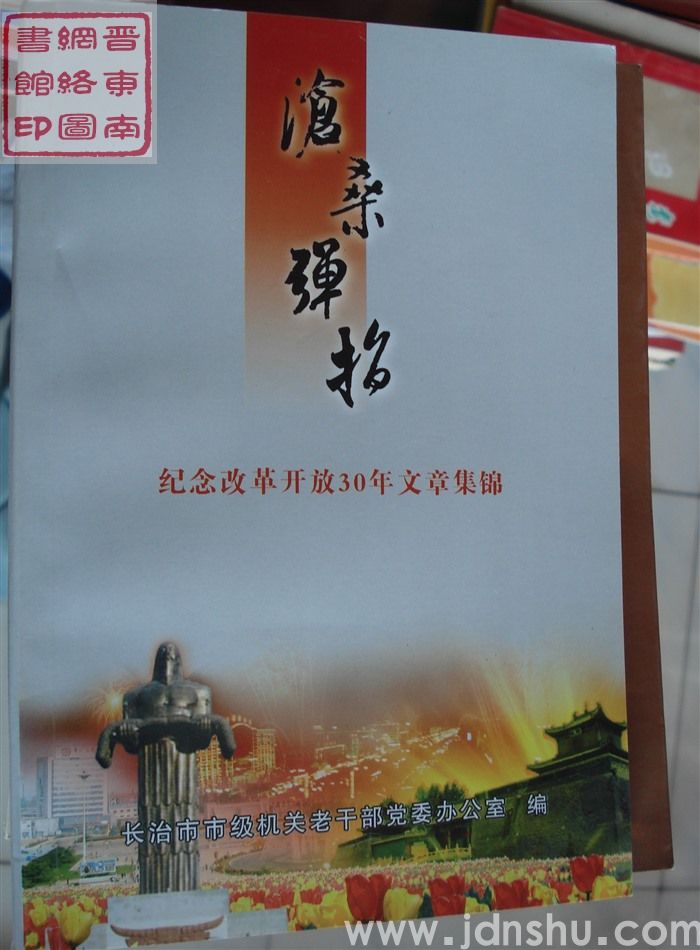 晋东南
网络图
书馆印
滄桑彈指
纪念改革开放30年文章集锦
长治市市级机关老干部党委办公室 编
www.jdnshu.com